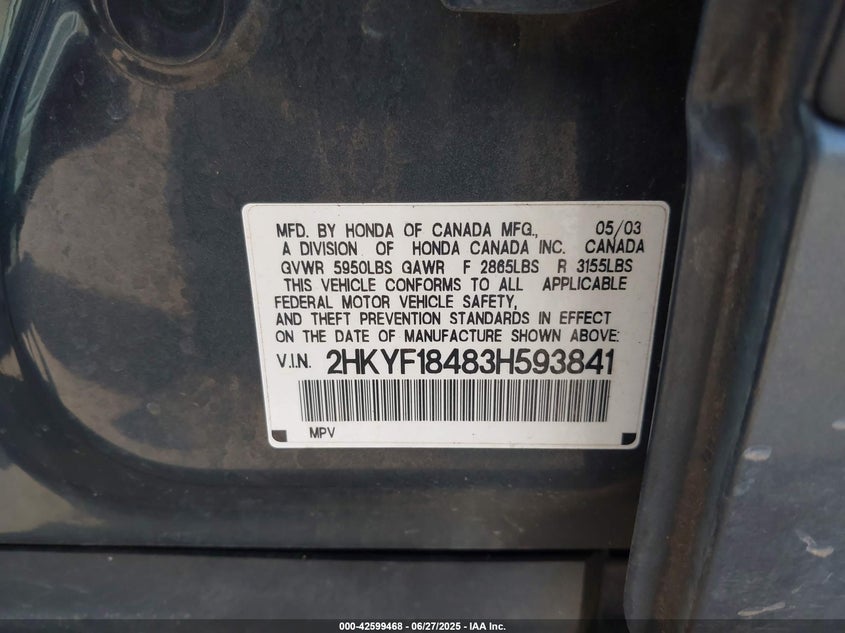 MFD. BY HONDA OF CANADA MFG., 05/03
A DIVISION OF HONDA CANADA INC. CANADA
GVWR 5950LBS GAWR F 2865LBS R 3155LBS
THIS VEHICLE CONFORMS TO ALL APPLICABLE
FEDERAL MOTOR VEHICLE SAFETY,
AND THEFT PREVENTION STANDARDS IN EFFECT
ON THE DATE OF MANUFACTURE SHOWN ABOVE:
V.I.N. 2HKYF18483H593841
MPV
000-42599468 | 06/27/2025 - IAA Inc.